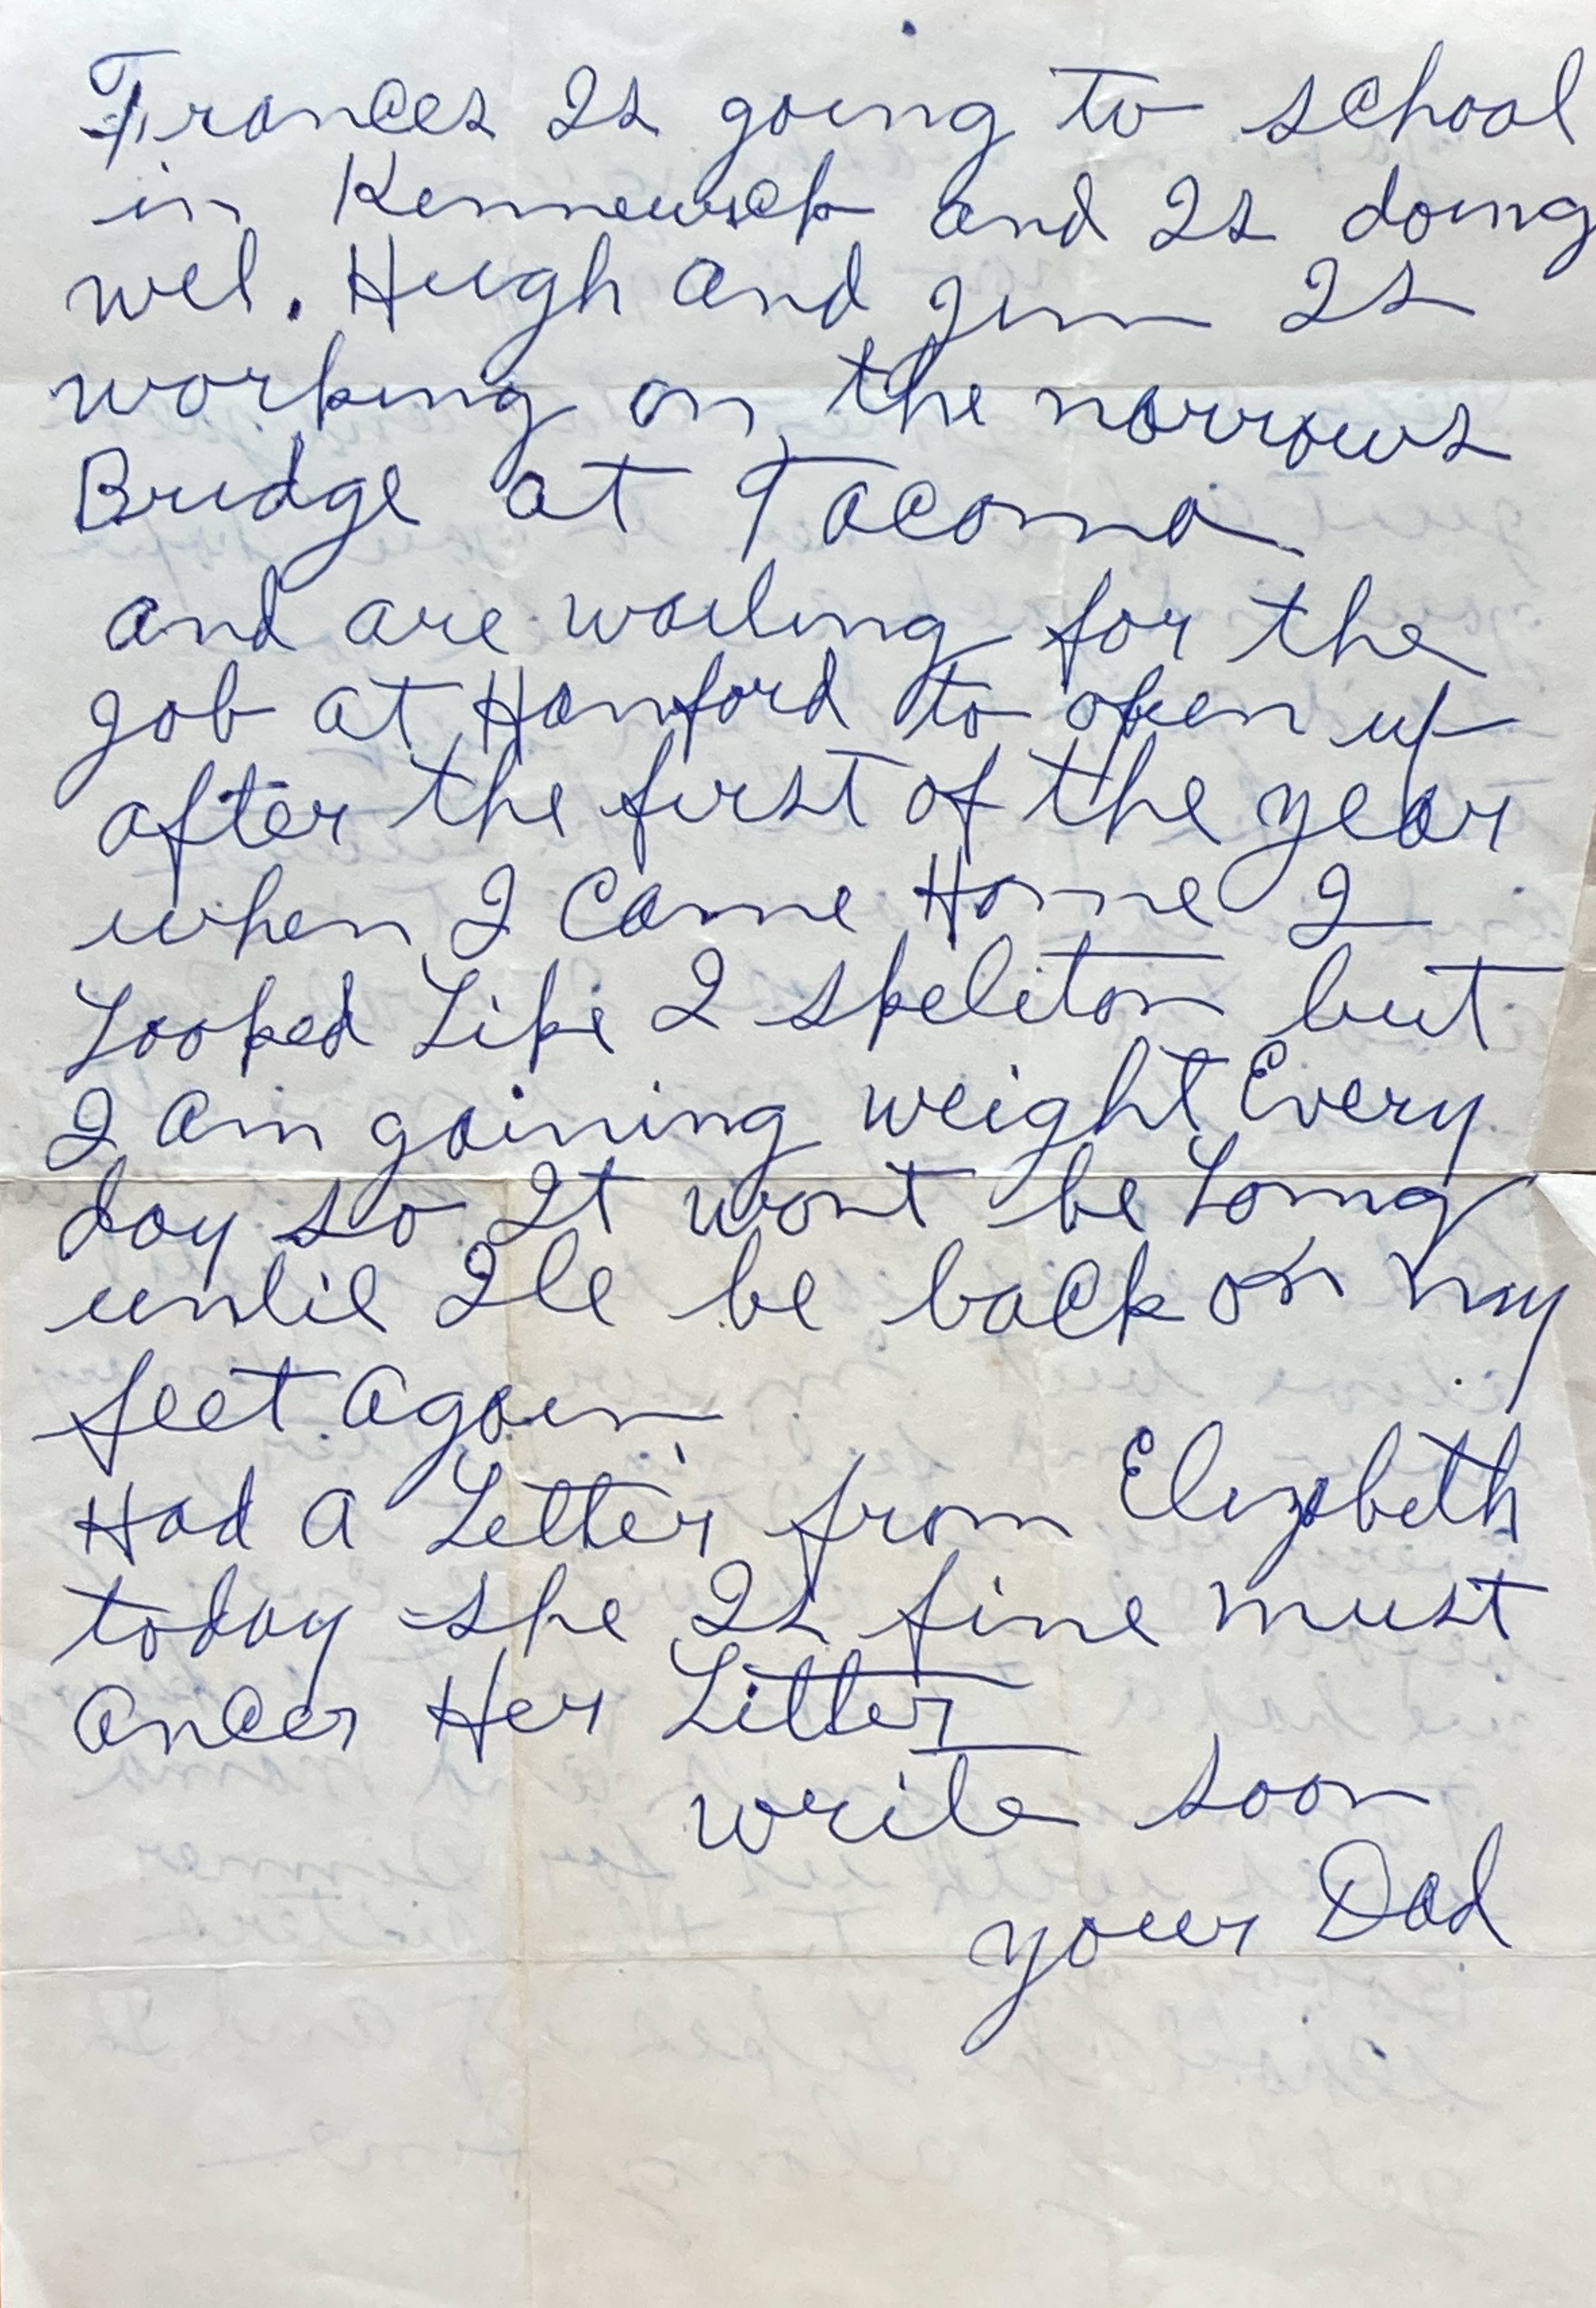 Frances Is going to school
in Kennewick and Is doing
wel. Hugh and Jim Is
working on the norrows
Bridge at Tacoma
and are waiting for the
Job at Hanford to open up
after the first of the year
when I Came Home I
Looked Like I skeliton but
I am gaining weight Every
day so It wont be Long
until Ile be back on my
feet Again
Had A Letter from Elizabeth
today she Is fine must
ancer Her Litter
write soon
your Dad